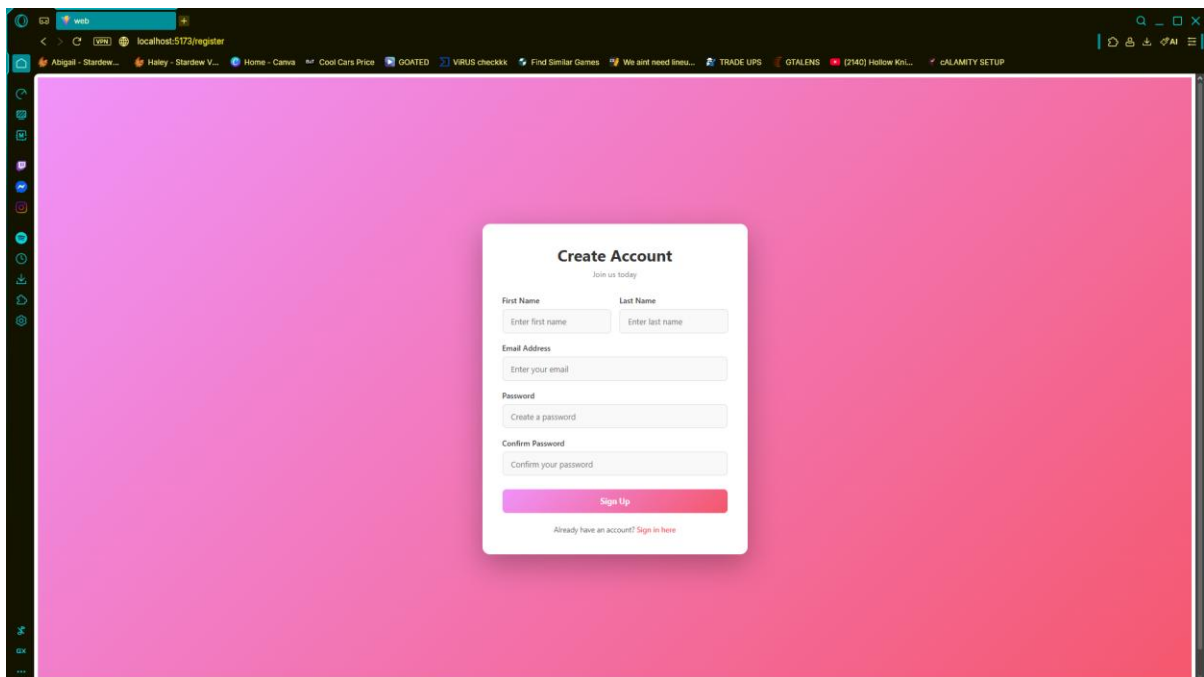 web
VPN
localhost:5173/register
AI
Abigail - Stardew... Haley - Stardew V... Home - Canva Cool Cars Price GOATED ViRUS checkkk Find Similar Games We aint need lineu... TRADE UPS GTALENS (2140) Hollow Kni... cALAMITY SETUP
Create Account
Join us today
First Name Last Name
Enter first name Enter last name
Email Address
Enter your email
Password
Create a password
Confirm Password
Confirm your password
Sign Up
Already have an account? Sign in here
GX